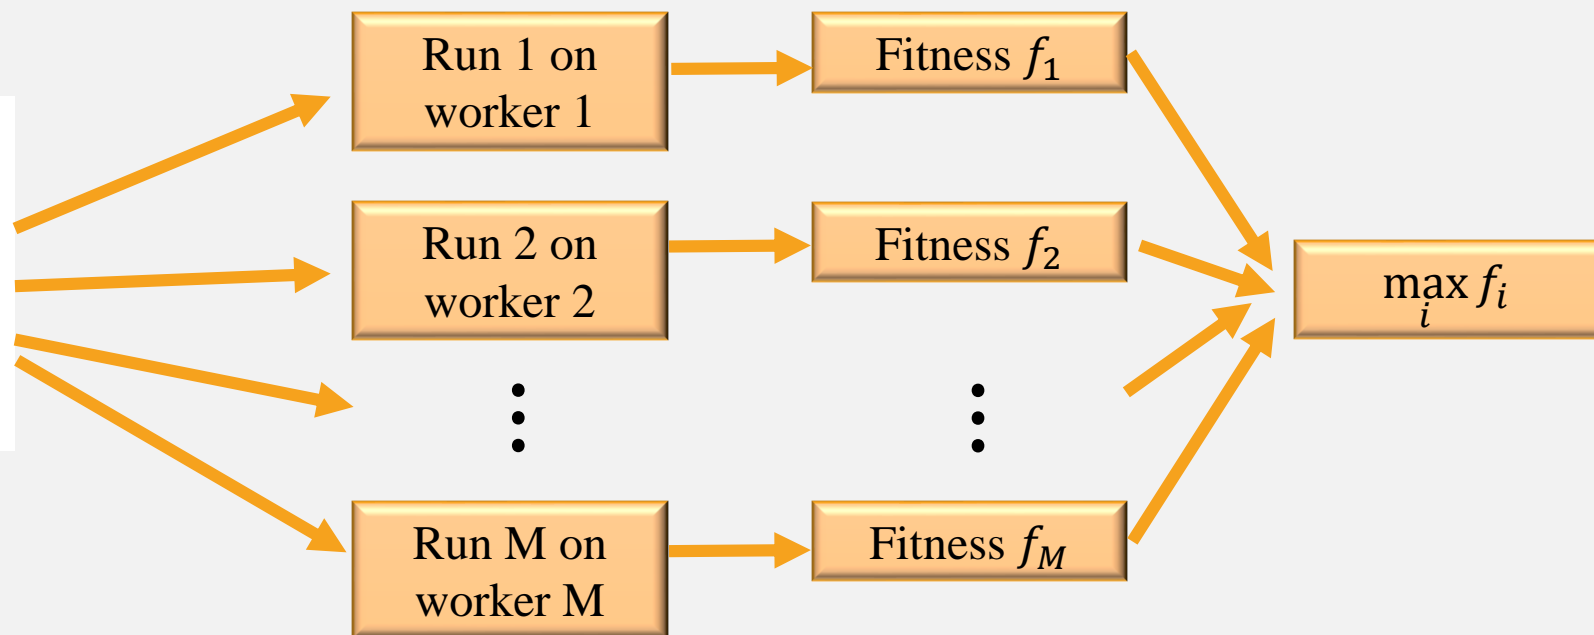 Run 1 on
worker 1
Fitness f₁
Run 2 on
worker 2
Fitness f₂
max fᵢ
i
⋮ ⋮
Run M on
worker M
Fitness f_M